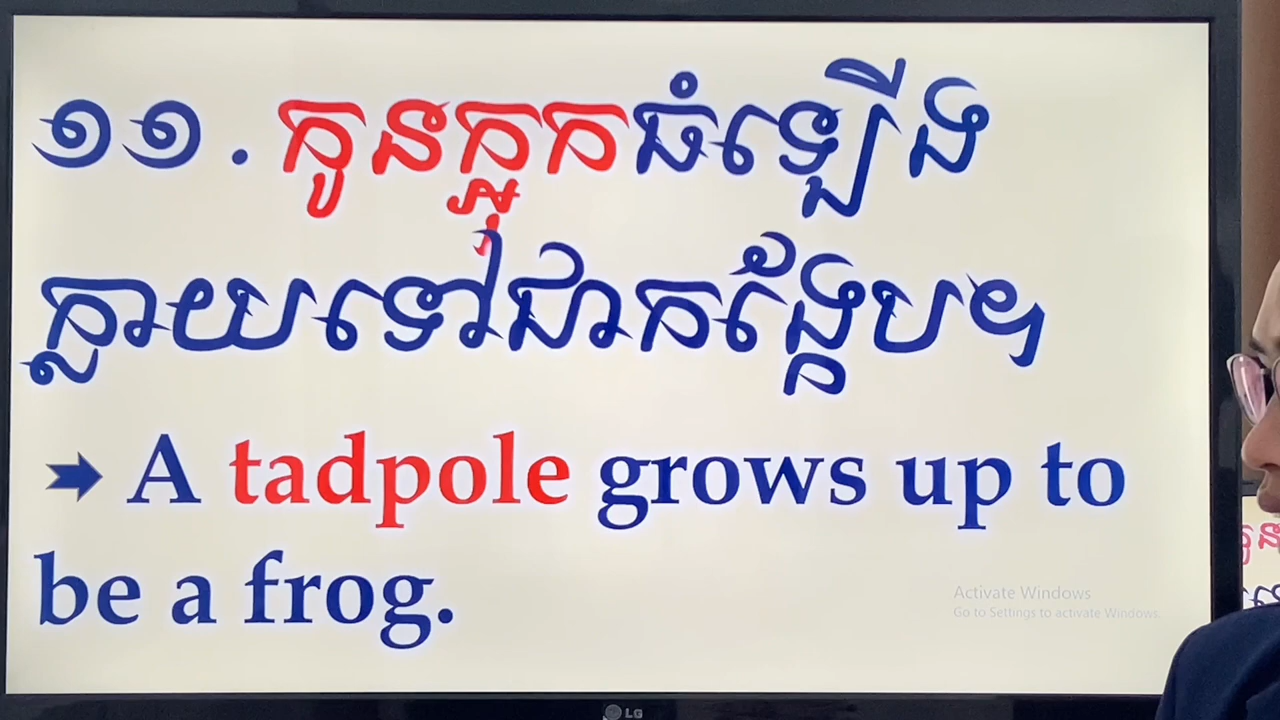 ១១. កូនក្អុកធំឡើង
ក្លាយទៅជាកង្កែបៗ
A tadpole grows up to
be a frog.
Activate Windows
Go to Settings to activate Windows.
LG